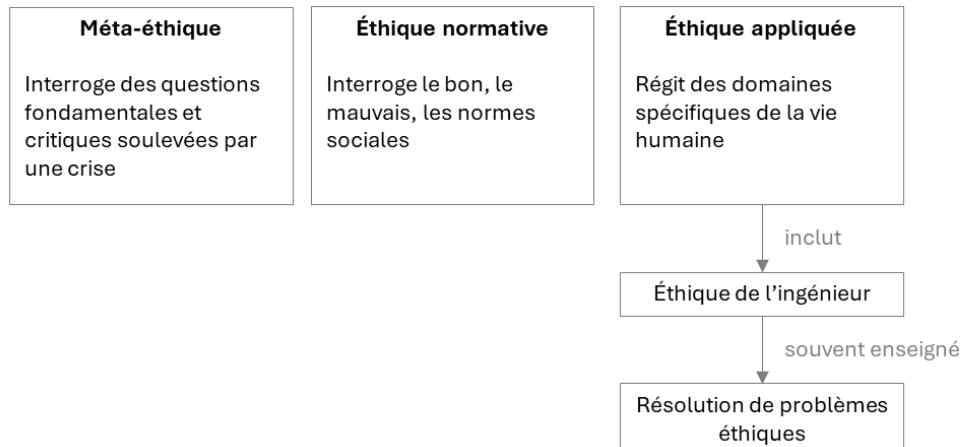 Méta-éthique
Interroge des questions
fondamentales et
critiques soulevées par
une crise
Éthique normative
Interroge le bon, le
mauvais, les normes
sociales
Éthique appliquée
Régit des domaines
spécifiques de la vie
humaine
inclut
Éthique de l’ingénieur
souvent enseigné
Résolution de problèmes
éthiques